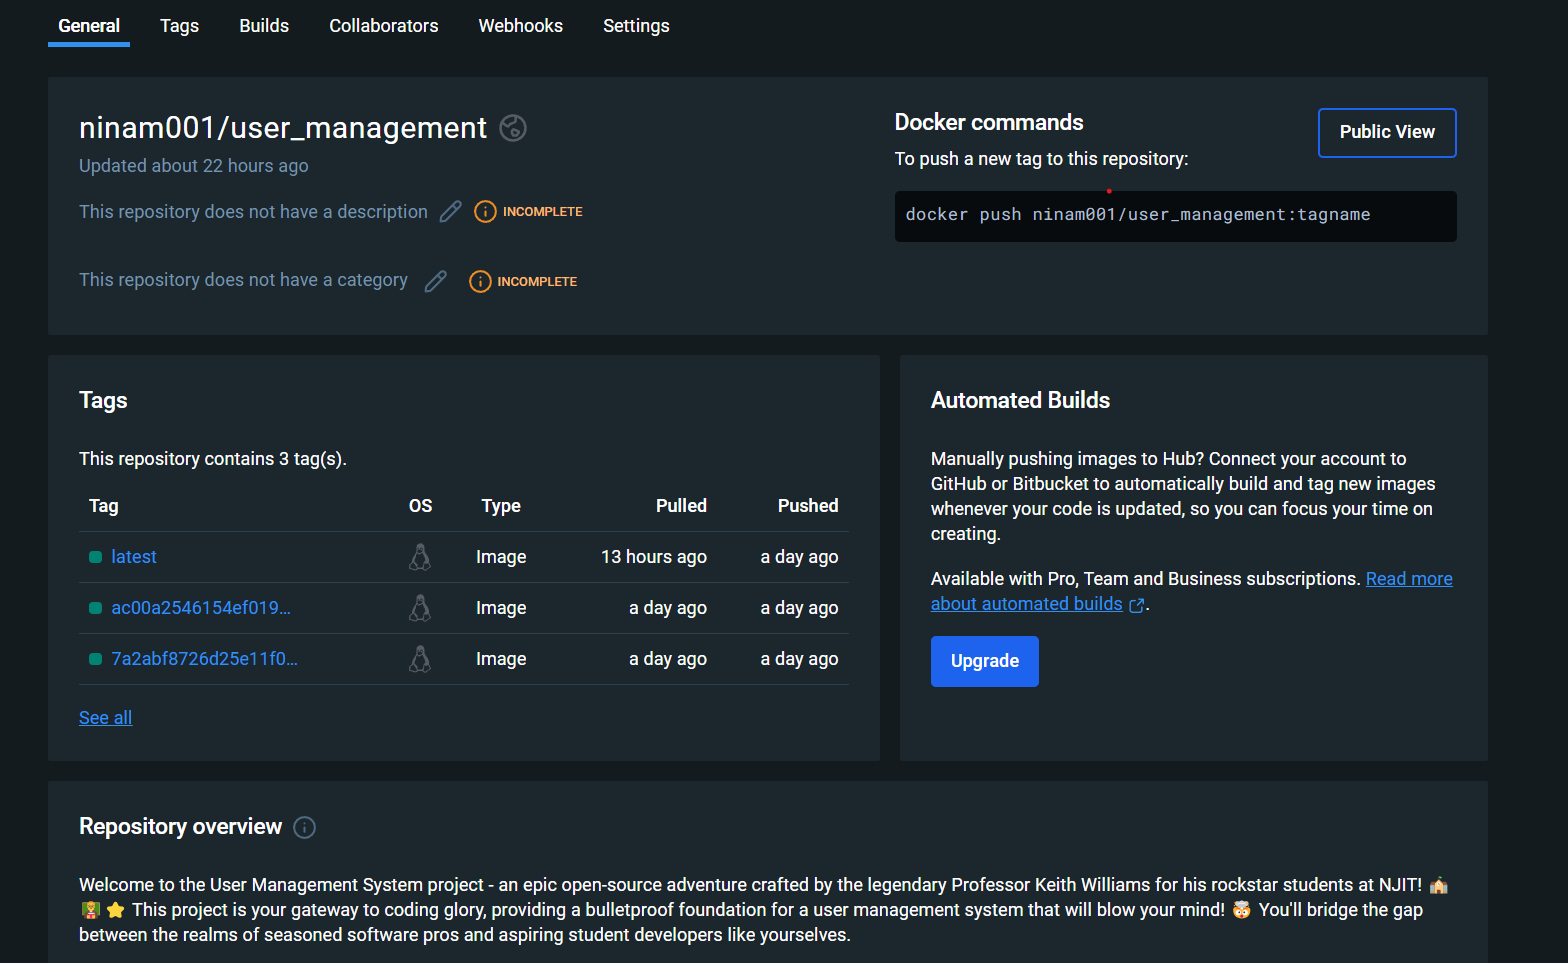 General Tags Builds Collaborators Webhooks Settings
ninam001/user_management
Updated about 22 hours ago
This repository does not have a description INCOMPLETE
This repository does not have a category INCOMPLETE
Docker commands
Public View
To push a new tag to this repository:
docker push ninam001/user_management:tagname
Tags
This repository contains 3 tag(s).
Tag OS Type Pulled Pushed
latest Image 13 hours ago a day ago
ac00a2546154ef019... Image a day ago a day ago
7a2abf8726d25e11f0... Image a day ago a day ago
See all
Automated Builds
Manually pushing images to Hub? Connect your account to
GitHub or Bitbucket to automatically build and tag new images
whenever your code is updated, so you can focus your time on
creating.
Available with Pro, Team and Business subscriptions. Read more
about automated builds.
Upgrade
Repository overview
Welcome to the User Management System project - an epic open-source adventure crafted by the legendary Professor Keith Williams for his rockstar students at NJIT! 🏫
👨‍🏫 ⭐ This project is your gateway to coding glory, providing a bulletproof foundation for a user management system that will blow your mind! 🤯 You'll bridge the gap
between the realms of seasoned software pros and aspiring student developers like yourselves.